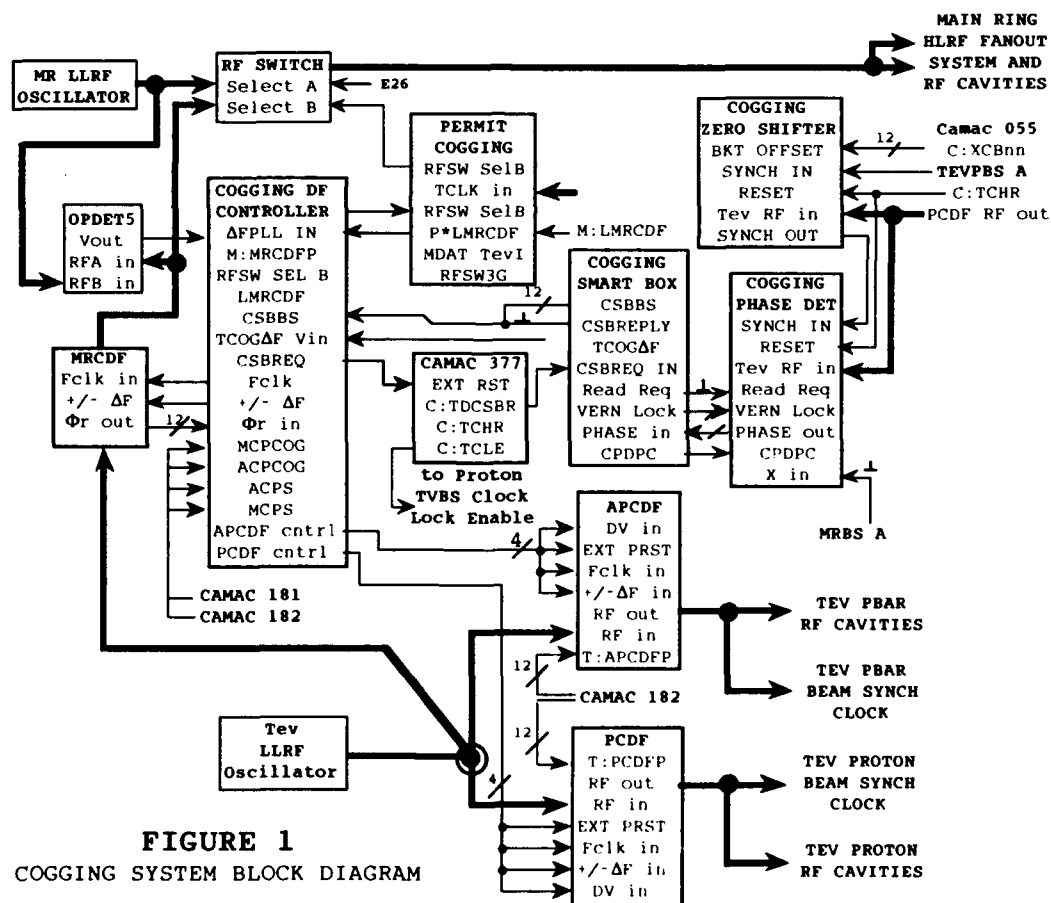 MAIN RING
HLRF FANOUT
SYSTEM AND
RF CAVITIES
MR LLRF
OSCILLATOR
RF SWITCH
Select A
Select B
E26
PERMIT
COGGING
RFSW SelB
TCLK in
RFSW SelB
P*LMRCDF
MDAT TevI
RFSW3G
M:LMRCDF
COGGING
ZERO SHIFTER
BKT OFFSET
SYNCH IN
RESET
Tev RF in
SYNCH OUT
12
Camac 055
C:XCBnn
TEVPBS A
C:TCHR
PCDF RF out
OPDET5
Vout
RFA in
RFB in
COGGING DF
CONTROLLER
ΔFPLL IN
M:MRCDFP
RFSW SEL B
LMRCDF
CSBBS
TCOGΔF Vin
CSBREQ
Fclk
+/- ΔF
Φr in
MCPCOG
ACPCOG
ACPS
MCPS
APCDF cntrl
PCDF cntrl
COGGING
SMART BOX
CSBBS
CSBREPLY
TCOGΔF
CSBREQ IN
Read Req
VERN Lock
PHASE in
CPDPC
12
COGGING
PHASE DET
SYNCH IN
RESET
Tev RF in
Read Req
VERN Lock
PHASE out
CPDPC
X in
MRBS A
MRCDF
Fclk in
+/- ΔF
Φr out
12
CAMAC 377
EXT RST
C:TDCSBR
C:TCHR
C:TCLE
to Proton
TVBS Clock
Lock Enable
CAMAC 181
CAMAC 182
4
APCDF
DV in
EXT PRST
Fclk in
+/-ΔF in
RF out
RF in
T:APCDFP
12
CAMAC 182
12
TEV PBAR
RF CAVITIES
TEV PBAR
BEAM SYNCH
CLOCK
Tev
LLRF
Oscillator
4
PCDF
T:PCDFP
RF out
RF in
EXT PRST
Fclk in
+/-ΔF in
DV in
TEV PROTON
BEAM SYNCH
CLOCK
TEV PROTON
RF CAVITIES
FIGURE 1
COGGING SYSTEM BLOCK DIAGRAM